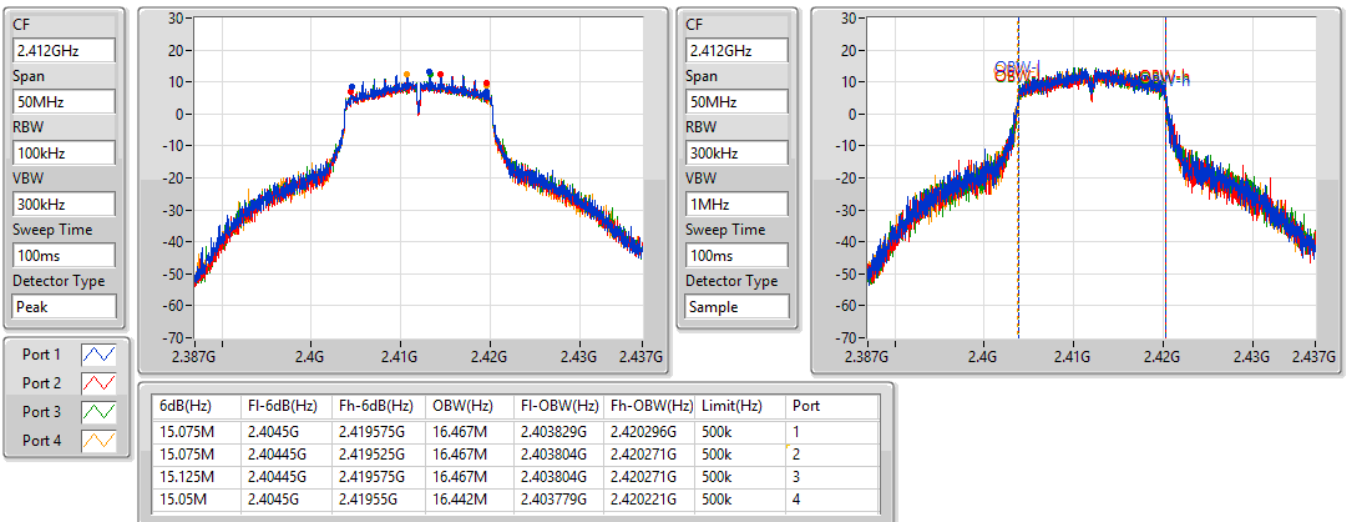 CF
2.412GHz
Span
50MHz
RBW
100kHz
VBW
300kHz
Sweep Time
100ms
Detector Type
Peak
30
20
10
0
-10
-20
-30
-40
-50
-60
-70
2.387G 2.4G 2.41G 2.42G 2.43G 2.437G
CF
2.412GHz
Span
50MHz
RBW
300kHz
VBW
1MHz
Sweep Time
100ms
Detector Type
Sample
30
20
10
0
-10
-20
-30
-40
-50
-60
-70
OBW-l OBW-h
2.387G 2.4G 2.41G 2.42G 2.43G 2.437G
Port 1
Port 2
Port 3
Port 4
6dB(Hz) Fl-6dB(Hz) Fh-6dB(Hz) OBW(Hz) Fl-OBW(Hz) Fh-OBW(Hz) Limit(Hz) Port
15.075M 2.4045G 2.419575G 16.467M 2.403829G 2.420296G 500k 1
15.075M 2.40445G 2.419525G 16.467M 2.403804G 2.420271G 500k 2
15.125M 2.40445G 2.419575G 16.467M 2.403804G 2.420271G 500k 3
15.05M 2.4045G 2.41955G 16.442M 2.403779G 2.420221G 500k 4